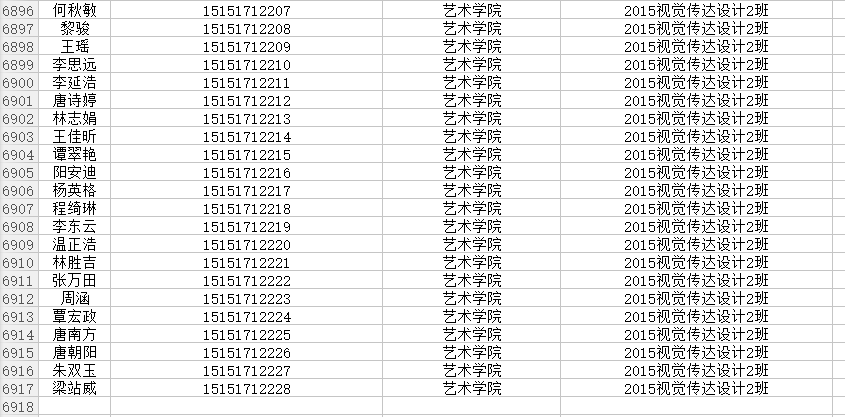 6896 何秋敏 15151712207 艺术学院 2015视觉传达设计2班
6897 黎骏 15151712208 艺术学院 2015视觉传达设计2班
6898 王瑶 15151712209 艺术学院 2015视觉传达设计2班
6899 李思远 15151712210 艺术学院 2015视觉传达设计2班
6900 李延浩 15151712211 艺术学院 2015视觉传达设计2班
6901 唐诗婷 15151712212 艺术学院 2015视觉传达设计2班
6902 林志娟 15151712213 艺术学院 2015视觉传达设计2班
6903 王佳昕 15151712214 艺术学院 2015视觉传达设计2班
6904 谭翠艳 15151712215 艺术学院 2015视觉传达设计2班
6905 阳安迪 15151712216 艺术学院 2015视觉传达设计2班
6906 杨英格 15151712217 艺术学院 2015视觉传达设计2班
6907 程绮琳 15151712218 艺术学院 2015视觉传达设计2班
6908 李东云 15151712219 艺术学院 2015视觉传达设计2班
6909 温正浩 15151712220 艺术学院 2015视觉传达设计2班
6910 林胜吉 15151712221 艺术学院 2015视觉传达设计2班
6911 张万田 15151712222 艺术学院 2015视觉传达设计2班
6912 周涵 15151712223 艺术学院 2015视觉传达设计2班
6913 覃宏政 15151712224 艺术学院 2015视觉传达设计2班
6914 唐南方 15151712225 艺术学院 2015视觉传达设计2班
6915 唐朝阳 15151712226 艺术学院 2015视觉传达设计2班
6916 朱双玉 15151712227 艺术学院 2015视觉传达设计2班
6917 梁站威 15151712228 艺术学院 2015视觉传达设计2班
6918